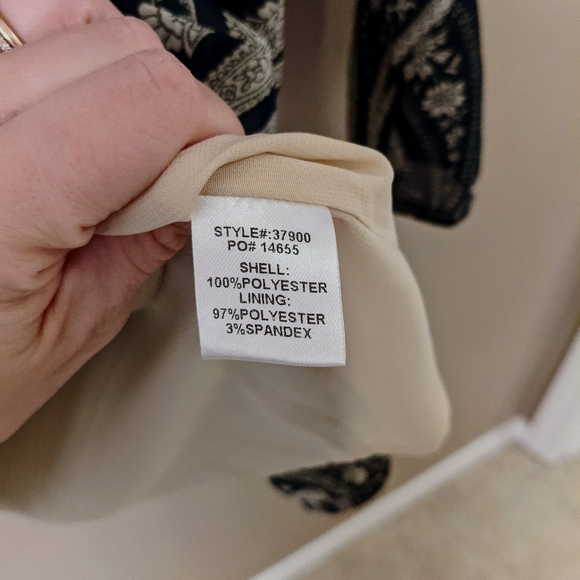 STYLE#:37900
PO# 14655
SHELL:
100%POLYESTER
LINING:
97%POLYESTER
3%SPANDEX